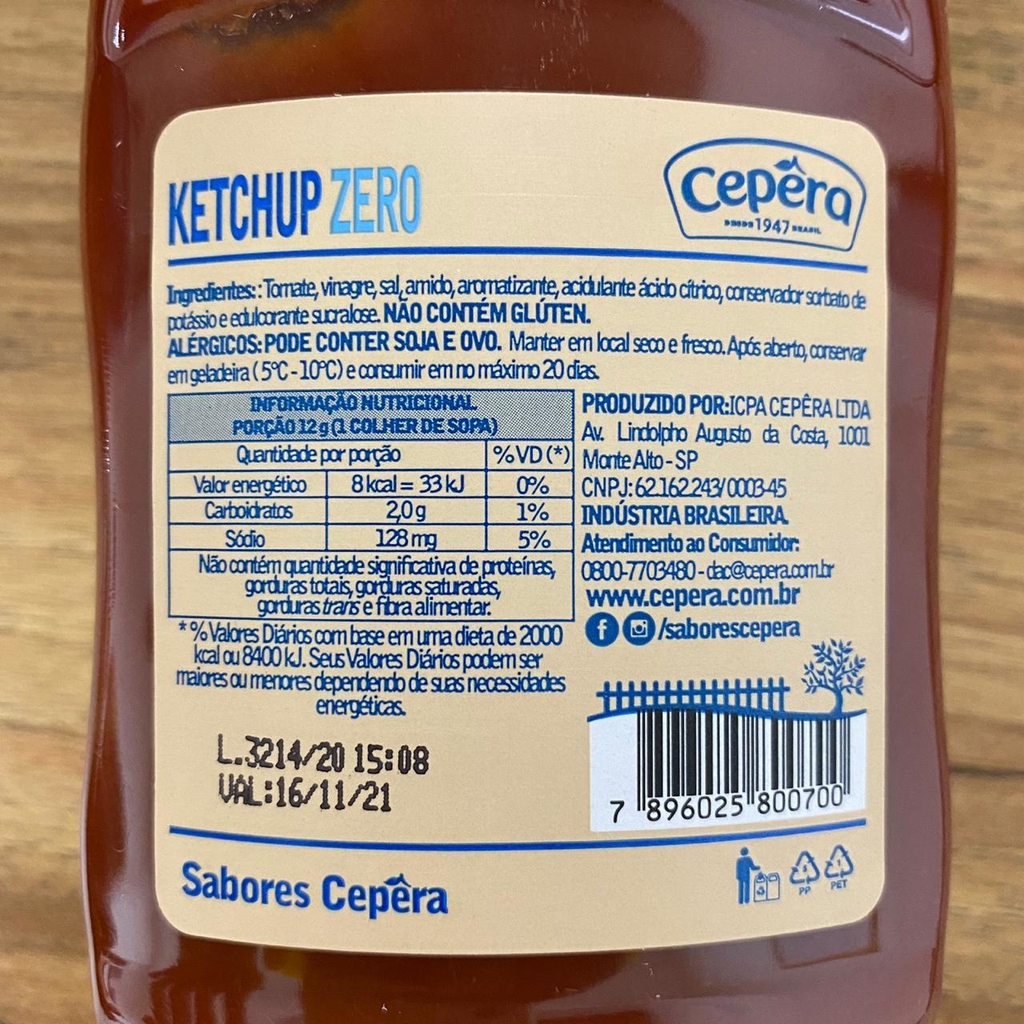 KETCHUP ZERO
Cepêra
DESDE 1947 BRASIL
Ingredientes: : Tomate, vinagre, sal, amido, aromatizante, acidulante ácido cítrico, conservador sorbato de
potássio e edulcorante sucralose. NÃO CONTÉM GLÚTEN.
ALÉRGICOS: PODE CONTER SOJA E OVO. Manter em local seco e fresco. Após aberto, conservar
em geladeira ( 5°C - 10°C) e consumir em no máximo 20 dias.
INFORMAÇÃO NUTRICIONAL
PORÇÃO 12 g (1 COLHER DE SOPA)
Quantidade por porção % VD (*)
Valor energético 8 kcal = 33 kJ 0%
Carboidratos 2,0 g 1%
Sódio 128 mg 5%
Não contém quantidade significativa de proteínas,
gorduras totais, gorduras saturadas,
gorduras trans e fibra alimentar.
* % Valores Diários com base em uma dieta de 2000
kcal ou 8400 kJ. Seus Valores Diários podem ser
maiores ou menores dependendo de suas necessidades
energéticas.
PRODUZIDO POR: ICPA CEPÊRA LTDA
Av. Lindolpho Augusto da Costa, 1001
Monte Alto - SP
CNPJ: 62.162.243/0003-45
INDÚSTRIA BRASILEIRA
Atendimento ao Consumidor:
0800-7703480 - dac@cepera.com.br
www.cepera.com.br
/saborescepera
L.3214/20 15:08
VAL:16/11/21
7 896025 800700
Sabores Cepêra
PP PET